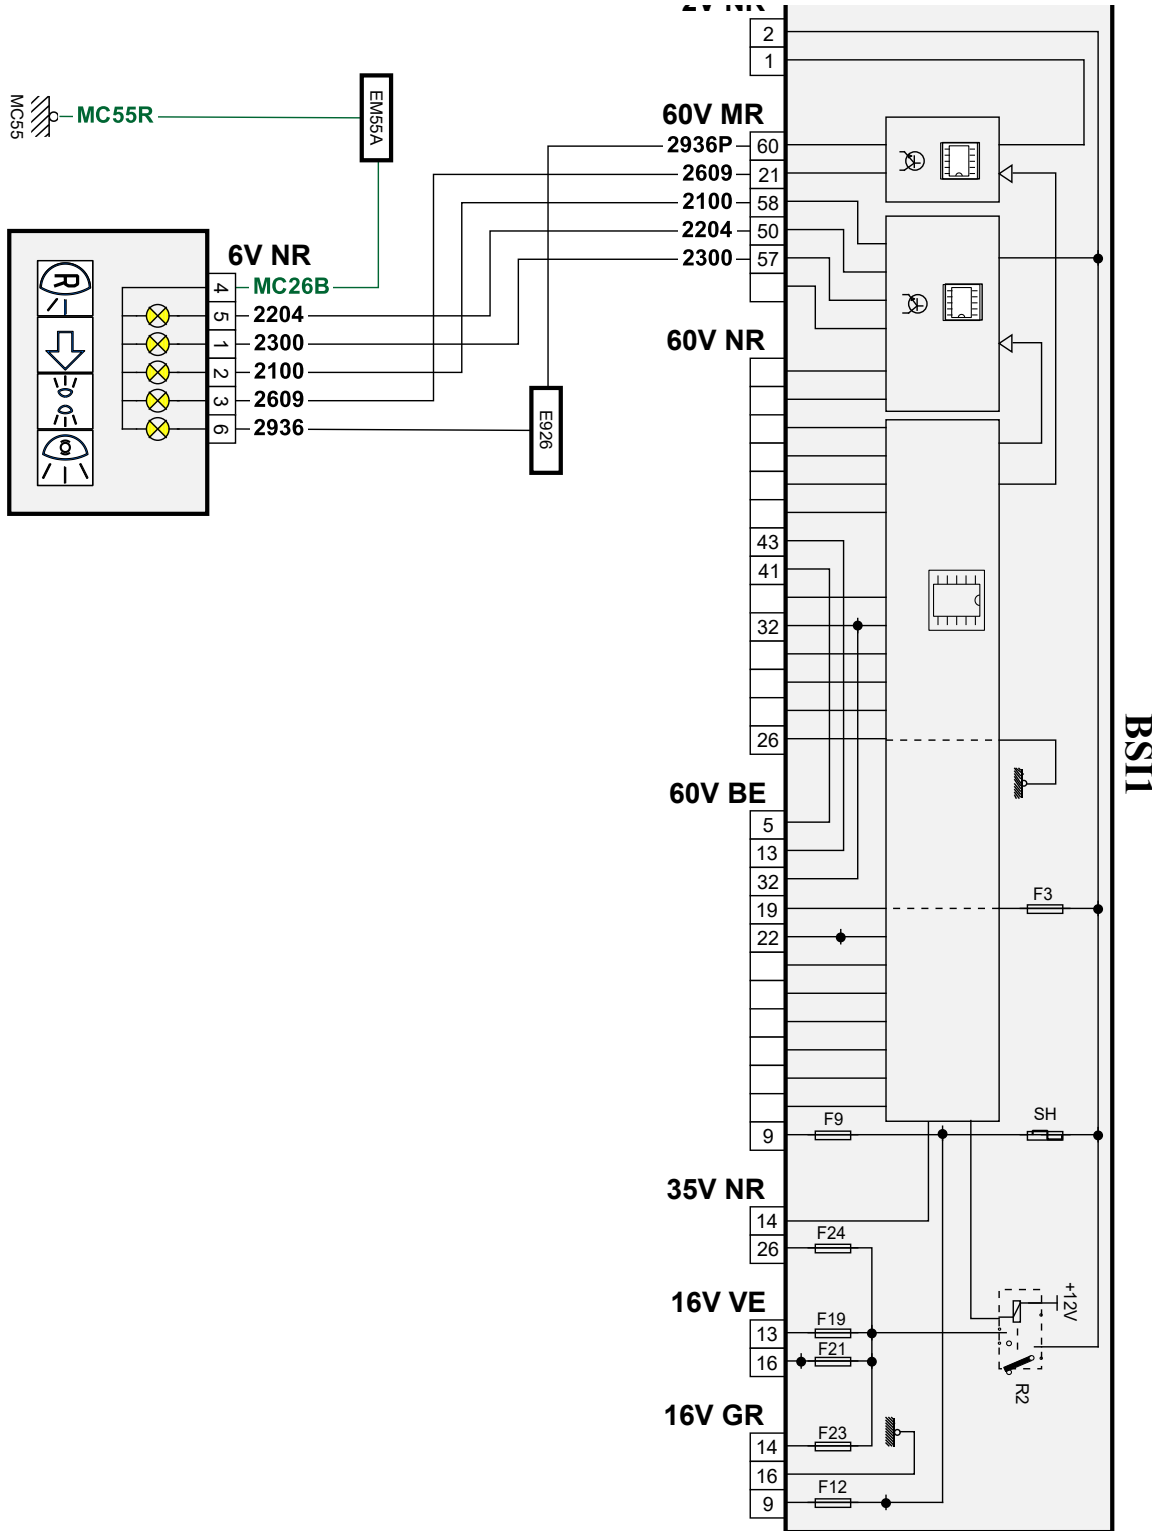 2V NR
2
1
MC55
MC55R
EM55A
60V MR
2936P 60
2609 21
2100 58
2204 50
2300 57
6V NR
4 MC26B
5 2204
1 2300
2 2100
3 2609
6 2936
R
E926
60V NR
43
41
32
26
BSI1
60V BE
5
13
32
19
F3
22
9
F9
SH
35V NR
14
26
F24
+12V
R2
16V VE
13
F19
16
F21
16V GR
14
F23
16
9
F12